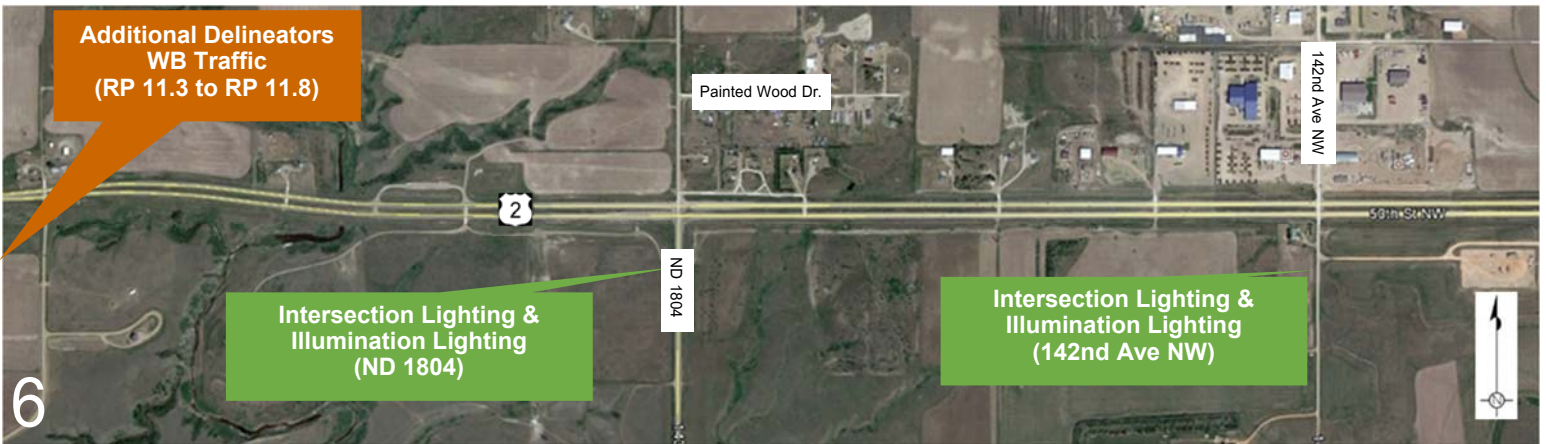 Additional Delineators
WB Traffic
(RP 11.3 to RP 11.8)
Painted Wood Dr.
142nd Ave NW
2
53th St NW
ND 1804
Intersection Lighting &
Illumination Lighting
(ND 1804)
Intersection Lighting &
Illumination Lighting
(142nd Ave NW)
N
6